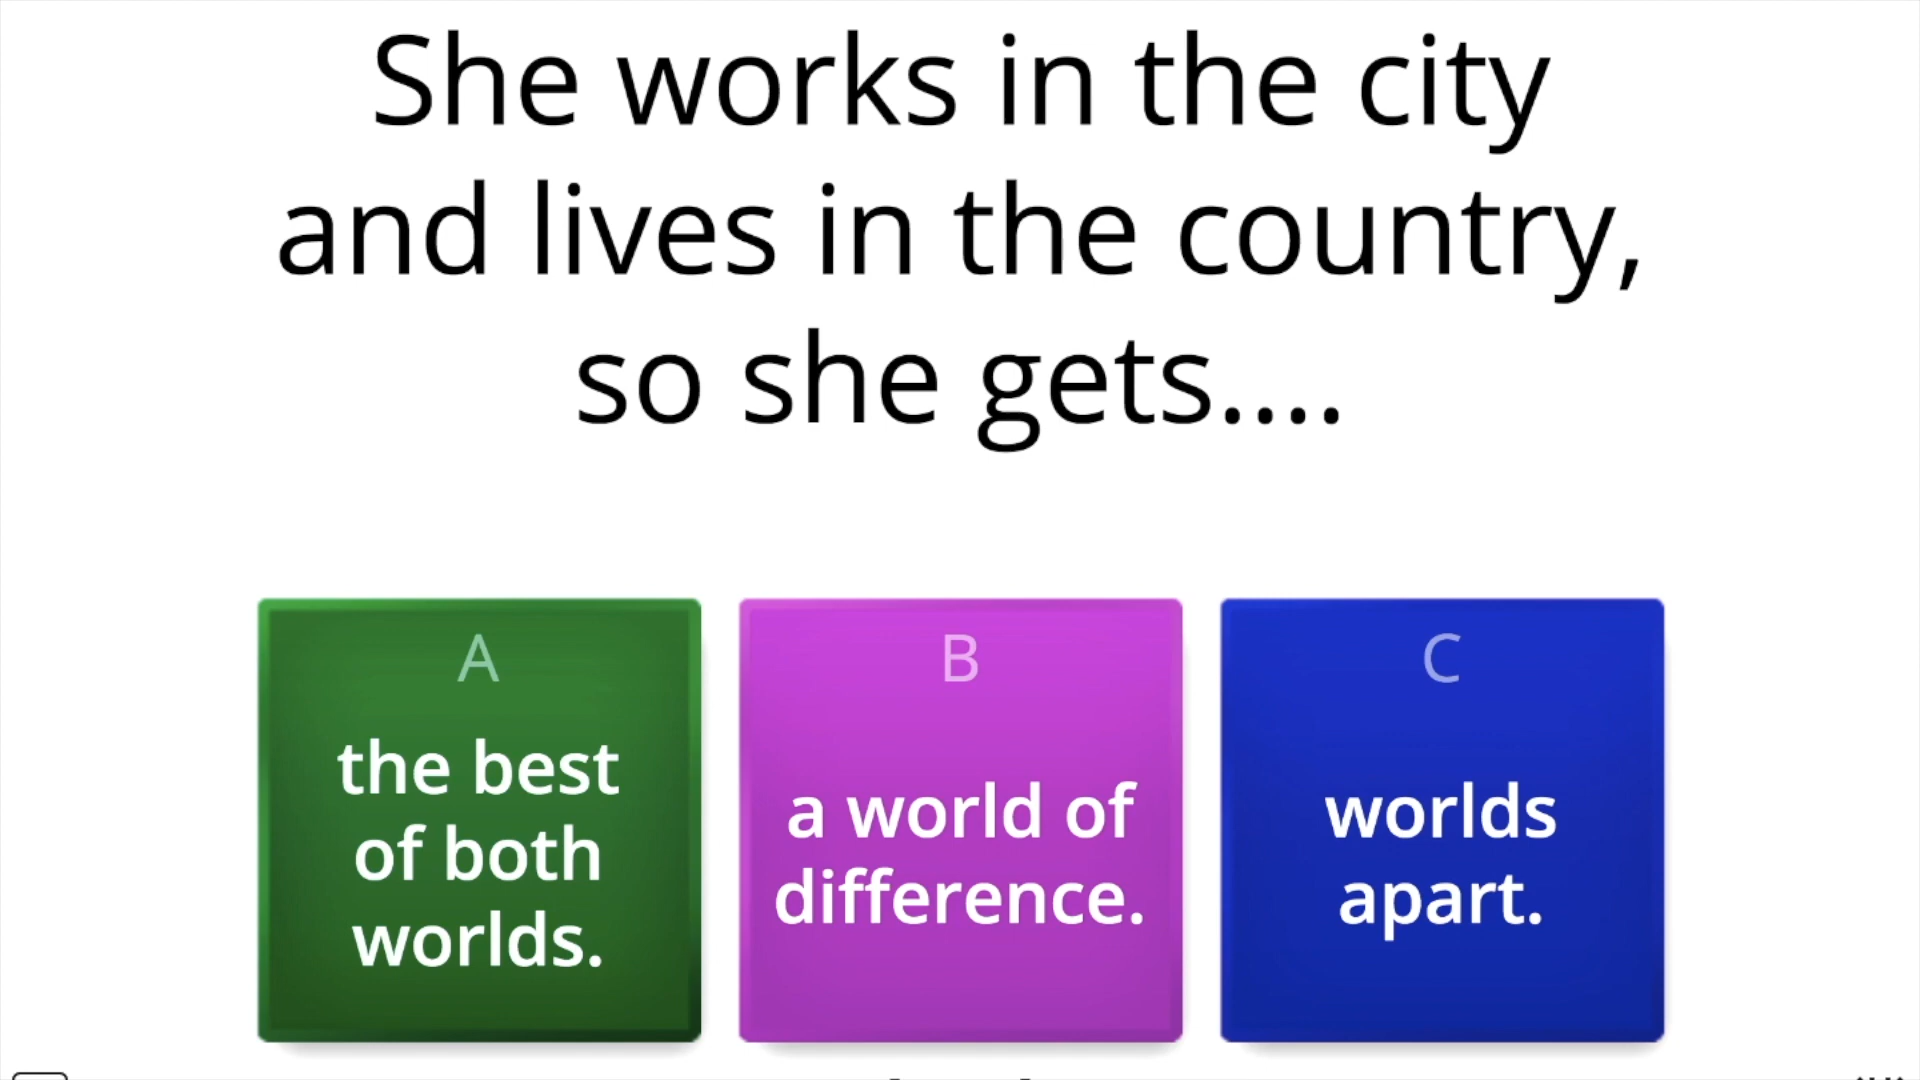 She works in the city
and lives in the country,
so she gets....
A
the best
of both
worlds.
B
a world of
difference.
C
worlds
apart.